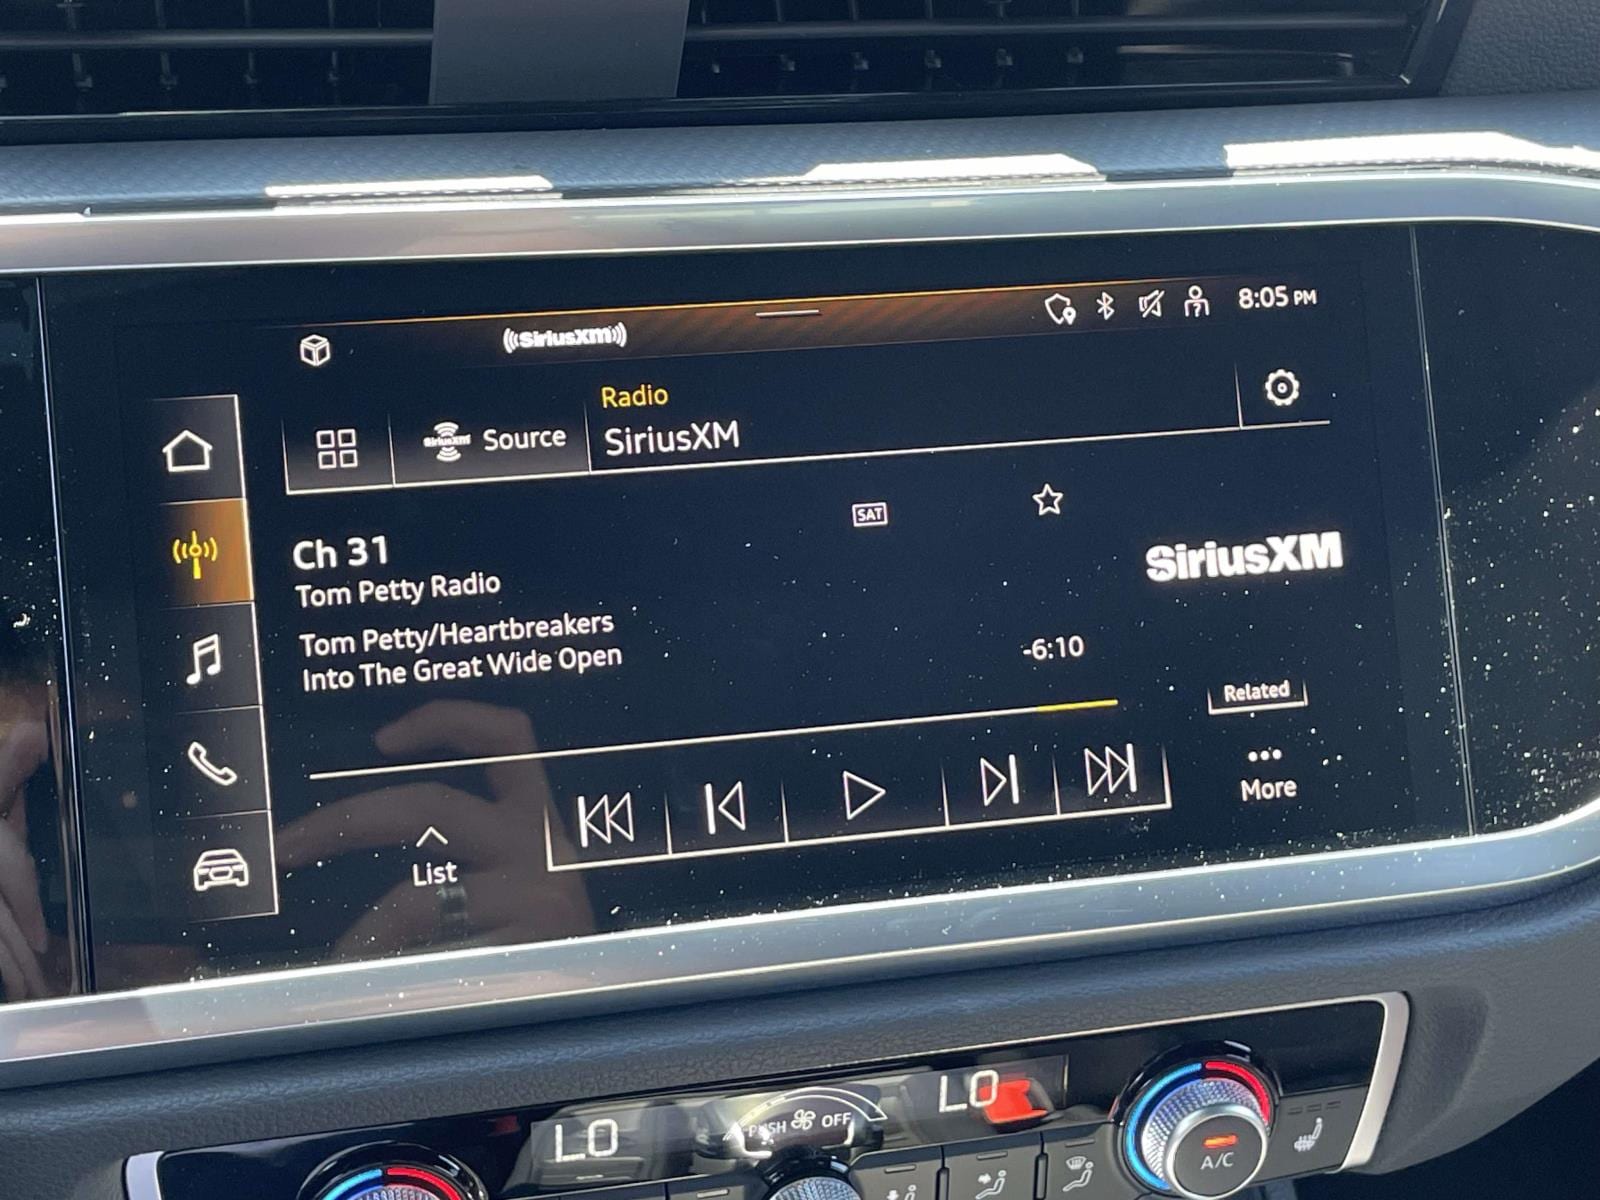 SiriusXM
8:05 PM
Radio
SiriusXM Source
SiriusXM
SAT
Ch 31
Tom Petty Radio
SiriusXM
Tom Petty/Heartbreakers
Into The Great Wide Open
-6:10
Related
More
List
LO
PUSH OFF
LO
A/C